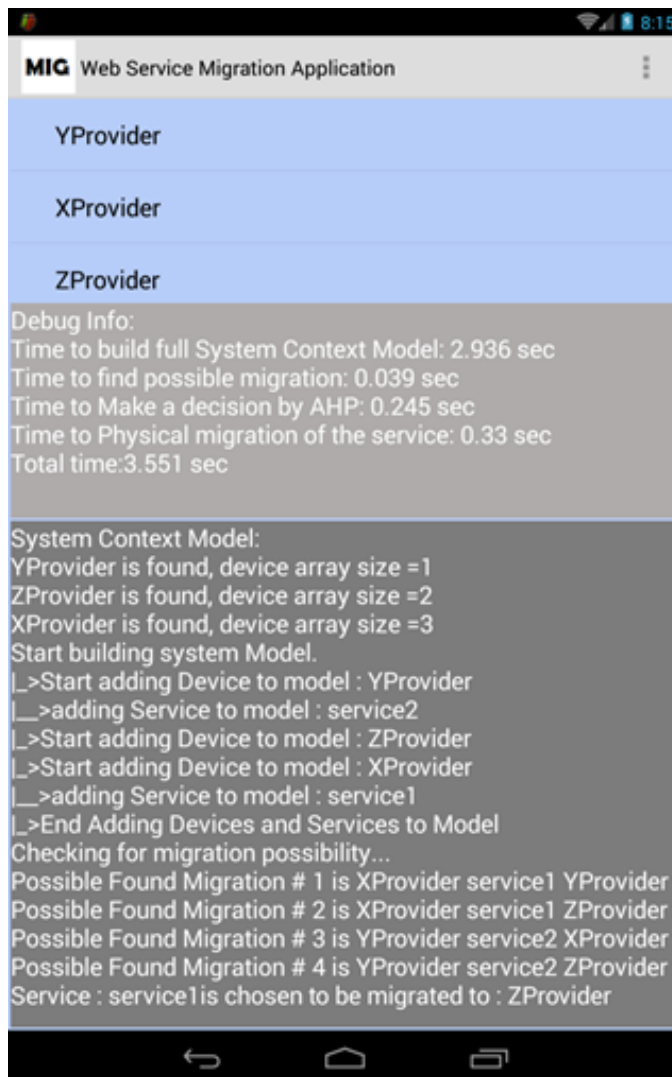 8:15
MIG Web Service Migration Application
YProvider
XProvider
ZProvider
Debug Info:
Time to build full System Context Model: 2.936 sec
Time to find possible migration: 0.039 sec
Time to Make a decision by AHP: 0.245 sec
Time to Physical migration of the service: 0.33 sec
Total time:3.551 sec
System Context Model:
YProvider is found, device array size =1
ZProvider is found, device array size =2
XProvider is found, device array size =3
Start building system Model.
|_>Start adding Device to model : YProvider
|__>adding Service to model : service2
|_>Start adding Device to model : ZProvider
|_>Start adding Device to model : XProvider
|__>adding Service to model : service1
|_>End Adding Devices and Services to Model
Checking for migration possibility...
Possible Found Migration # 1 is XProvider service1 YProvider
Possible Found Migration # 2 is XProvider service1 ZProvider
Possible Found Migration # 3 is YProvider service2 XProvider
Possible Found Migration # 4 is YProvider service2 ZProvider
Service : service1is chosen to be migrated to : ZProvider